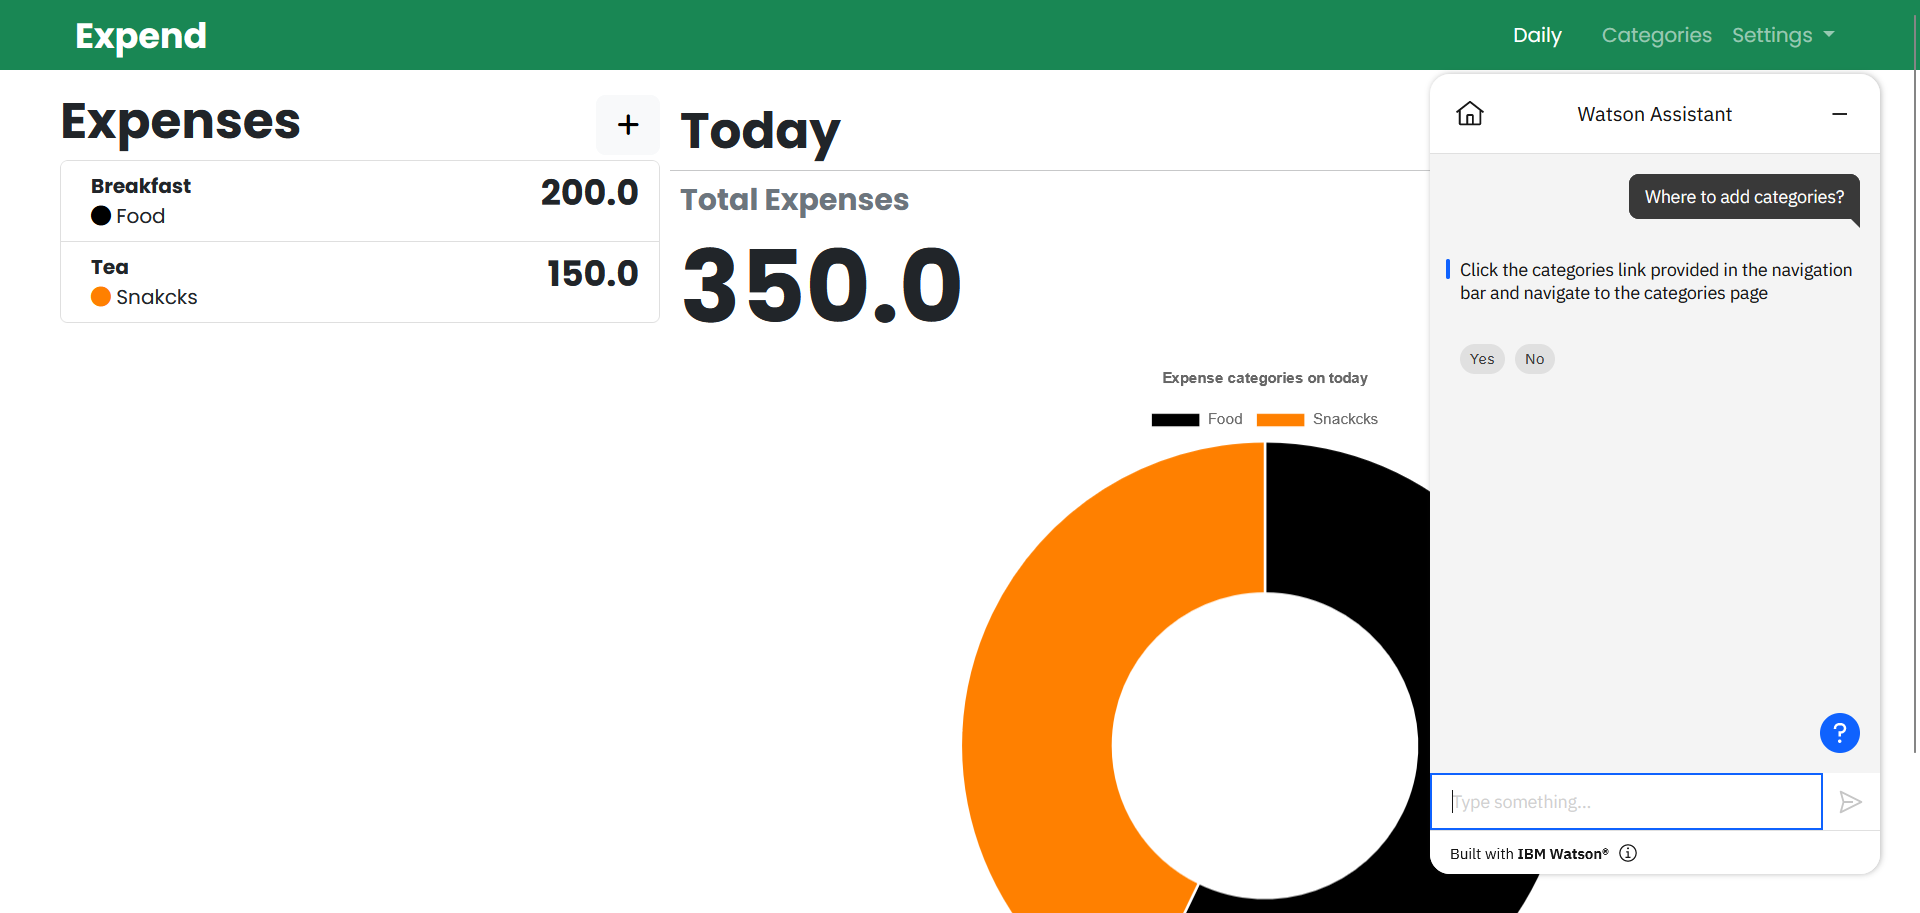 Expend
Daily
Categories
Settings
Expenses
+
Breakfast
200.0
Food
Tea
150.0
Snakcks
Today
Total Expenses
350.0
Expense categories on today
Food
Snackcks
Watson Assistant
Where to add categories?
Click the categories link provided in the navigation
bar and navigate to the categories page
Yes
No
?
Type something...
Built with IBM Watson®